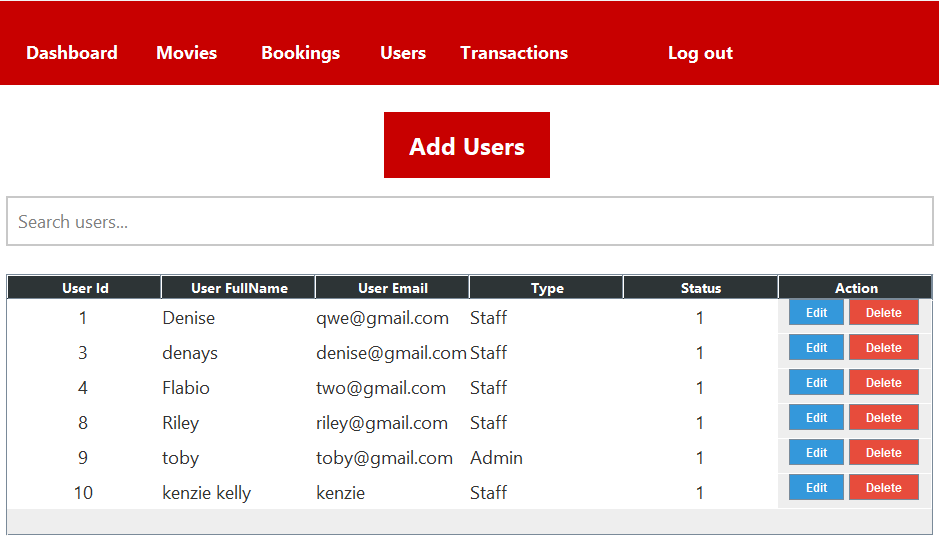 Dashboard Movies Bookings Users Transactions Log out
Add Users
Search users...
User Id User FullName User Email Type Status Action
1 Denise qwe@gmail.com Staff 1 Edit Delete
3 denays denise@gmail.com Staff 1 Edit Delete
4 Flabio two@gmail.com Staff 1 Edit Delete
8 Riley riley@gmail.com Staff 1 Edit Delete
9 toby toby@gmail.com Admin 1 Edit Delete
10 kenzie kelly kenzie Staff 1 Edit Delete